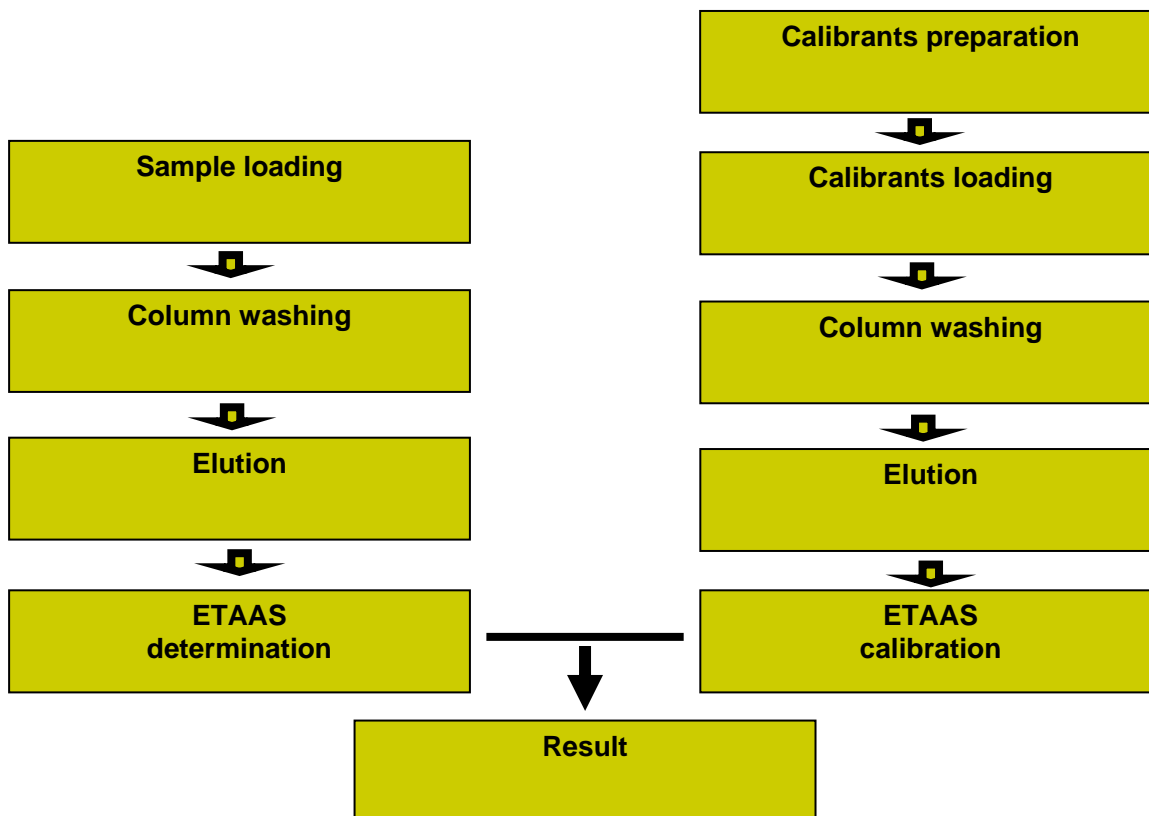 Calibrants preparation
Sample loading
Calibrants loading
Column washing
Column washing
Elution
Elution
ETAAS
determination
ETAAS
calibration
Result